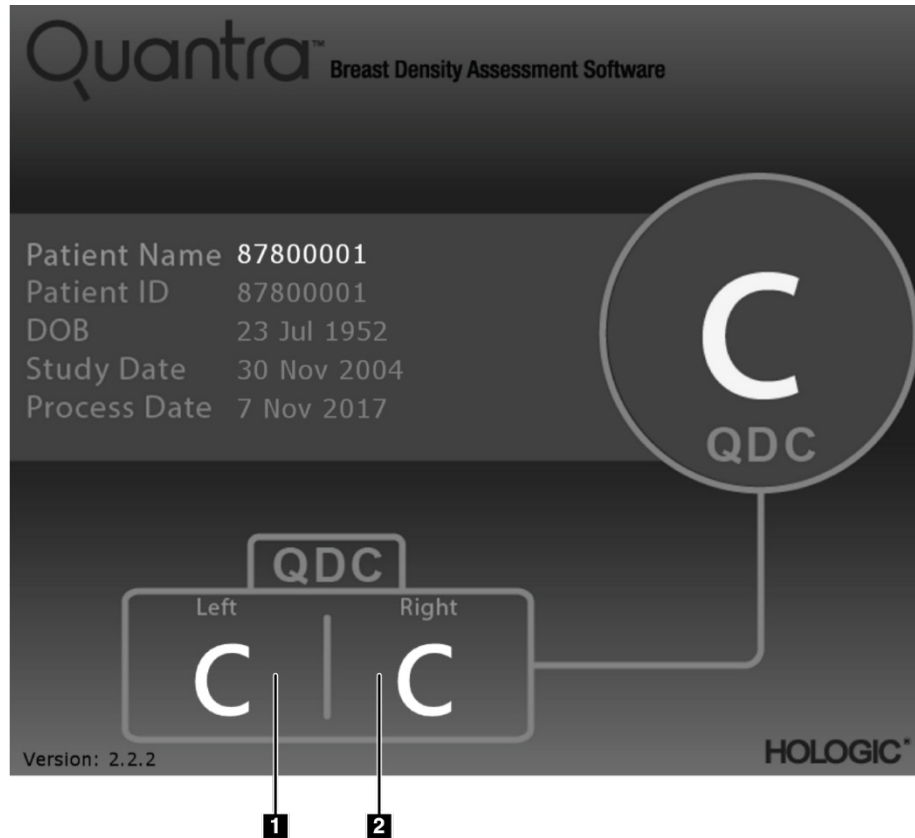 Quantra™ Breast Density Assessment Software
Patient Name 87800001
Patient ID 87800001
DOB 23 Jul 1952
Study Date 30 Nov 2004
Process Date 7 Nov 2017
C
QDC
QDC
Left Right
C C
Version: 2.2.2 HOLOGIC*
1 2